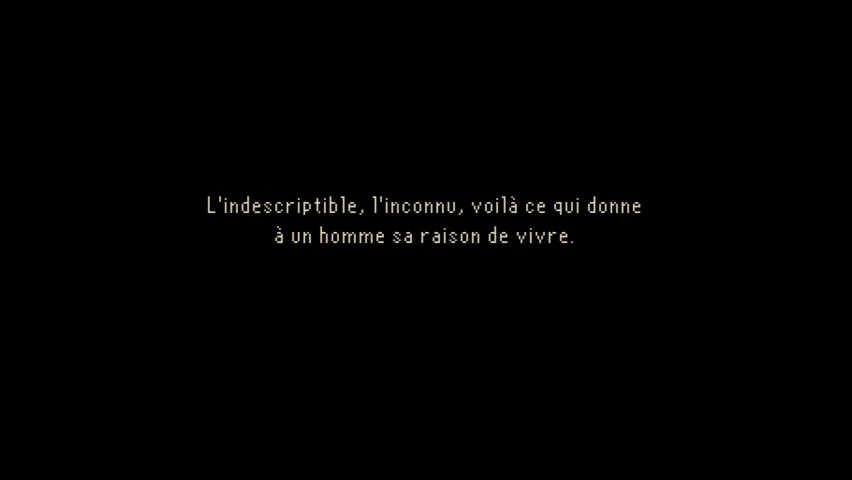 L'indescriptible, l'inconnu, voilà ce qui donne
à un homme sa raison de vivre.